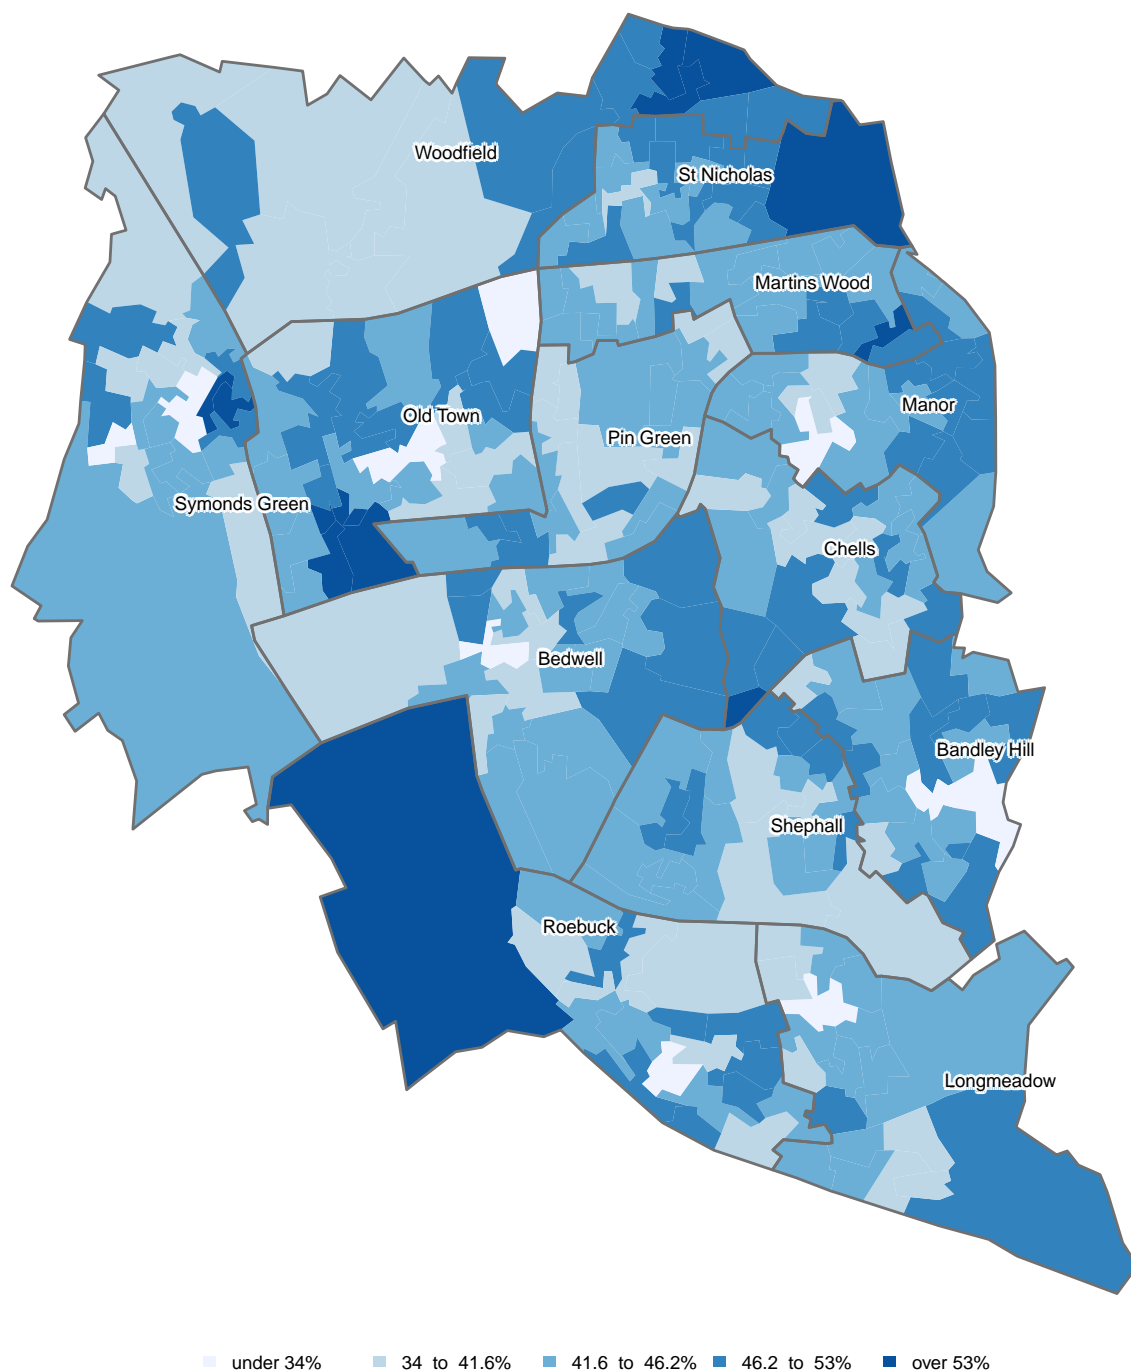 Woodfield
St Nicholas
Martins Wood
Manor
Old Town
Pin Green
Symonds Green
Chells
Bedwell
Bandley Hill
Shephall
Roebuck
Longmeadow
under 34% 34 to 41.6% 41.6 to 46.2% 46.2 to 53% over 53%